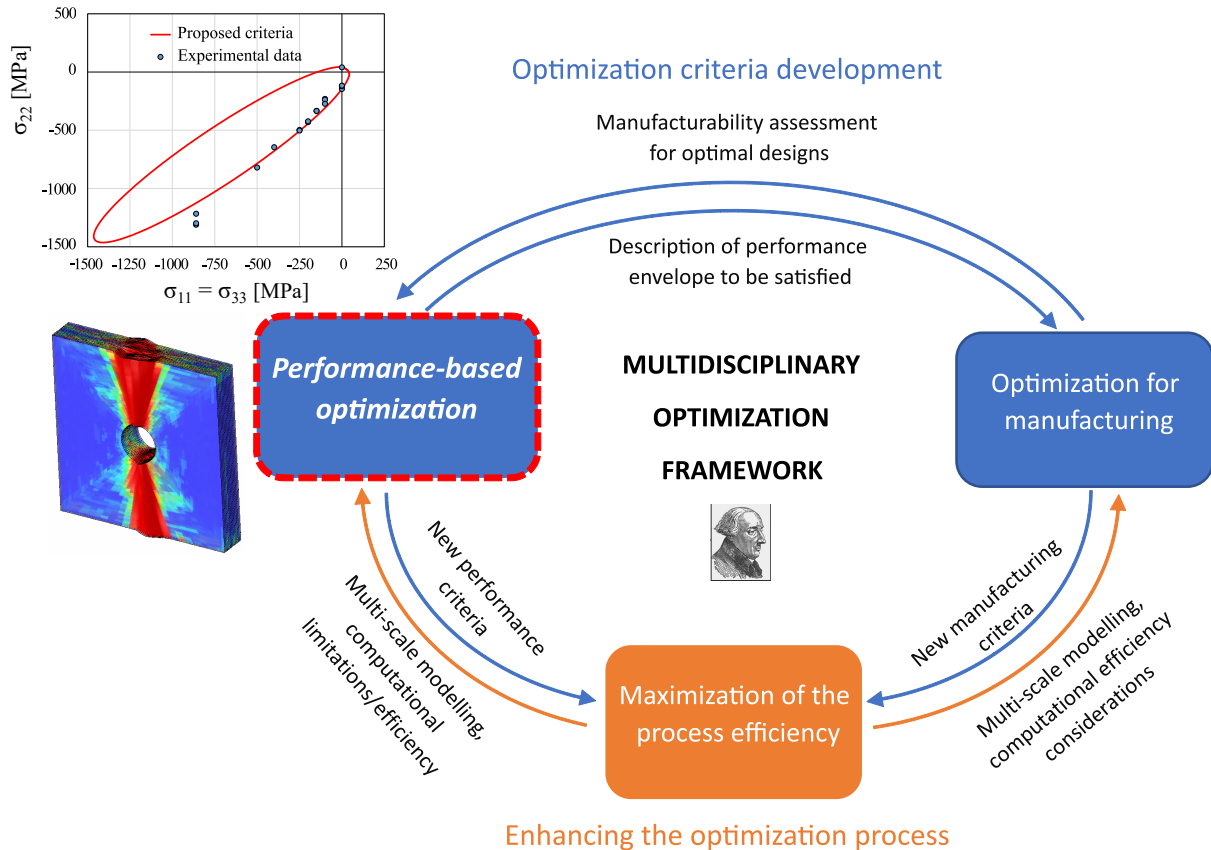 500
0
-500
-1000
-1500
σ22 [MPa]
Proposed criteria
Experimental data
-1500
-1250
-1000
-750
-500
-250
0
250
σ11 = σ33 [MPa]
Optimization criteria development
Manufacturability assessment
for optimal designs
Description of performance
envelope to be satisfied
Performance-based
optimization
MULTIDISCIPLINARY
OPTIMIZATION
FRAMEWORK
Optimization for
manufacturing
New performance
criteria
Multi-scale modelling,
computational
limitations/efficiency
New manufacturing
criteria
Multi-scale modelling,
computational efficiency
considerations
Maximization of the
process efficiency
Enhancing the optimization process